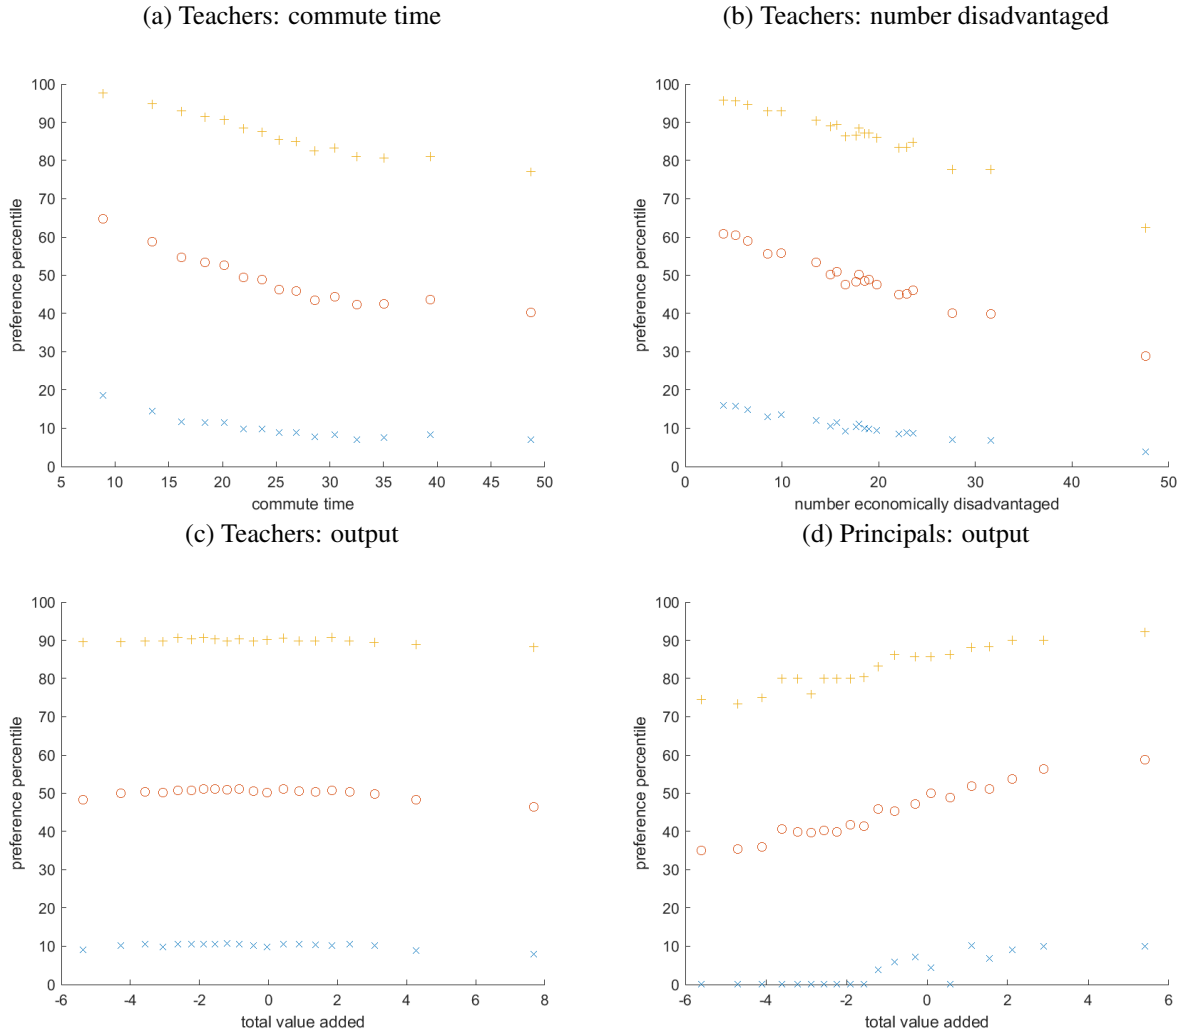 (a) Teachers: commute time
100
90
80
70
60
50
40
30
20
10
0
preference percentile
5 10 15 20 25 30 35 40 45 50
commute time
(b) Teachers: number disadvantaged
100
90
80
70
60
50
40
30
20
10
0
preference percentile
0 10 20 30 40 50
number economically disadvantaged
(c) Teachers: output
100
90
80
70
60
50
40
30
20
10
0
preference percentile
-6 -4 -2 0 2 4 6 8
total value added
(d) Principals: output
100
90
80
70
60
50
40
30
20
10
0
preference percentile
-6 -4 -2 0 2 4 6
total value added